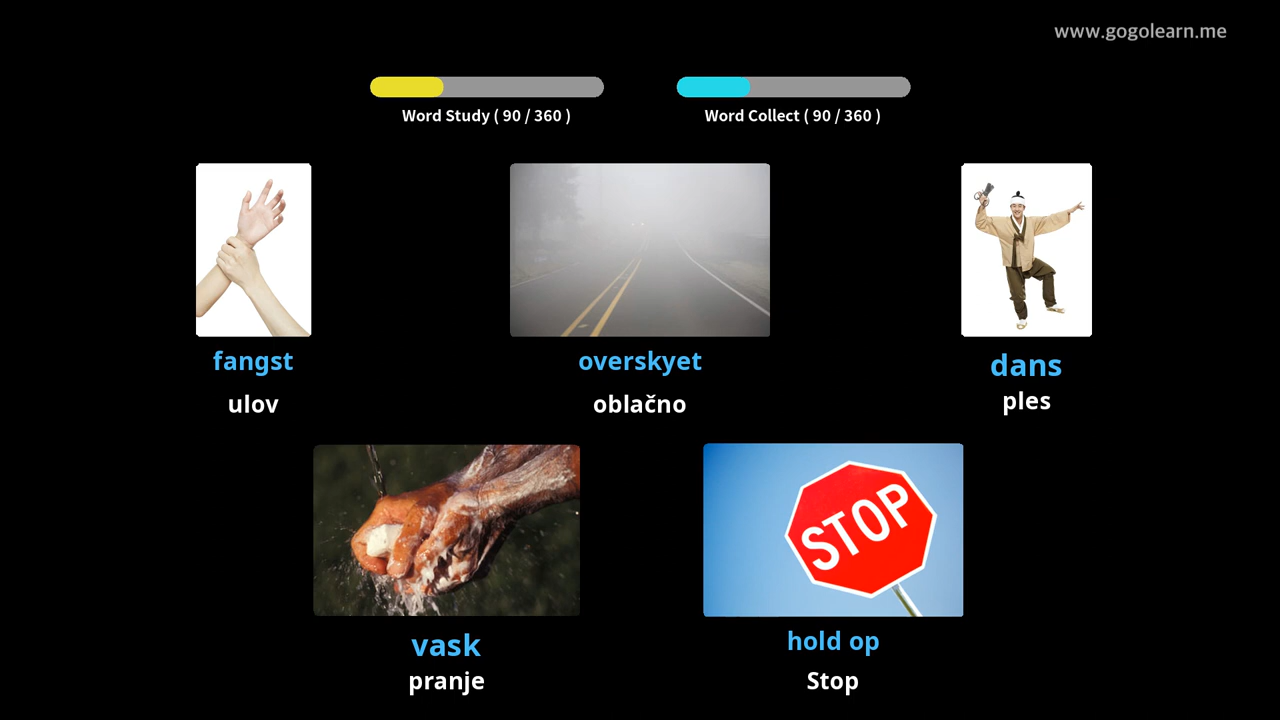 www.gogolearn.me
Word Study ( 90 / 360 )
Word Collect ( 90 / 360 )
fangst
ulov
overskyet
oblačno
dans
ples
STOP
vask
pranje
hold op
Stop